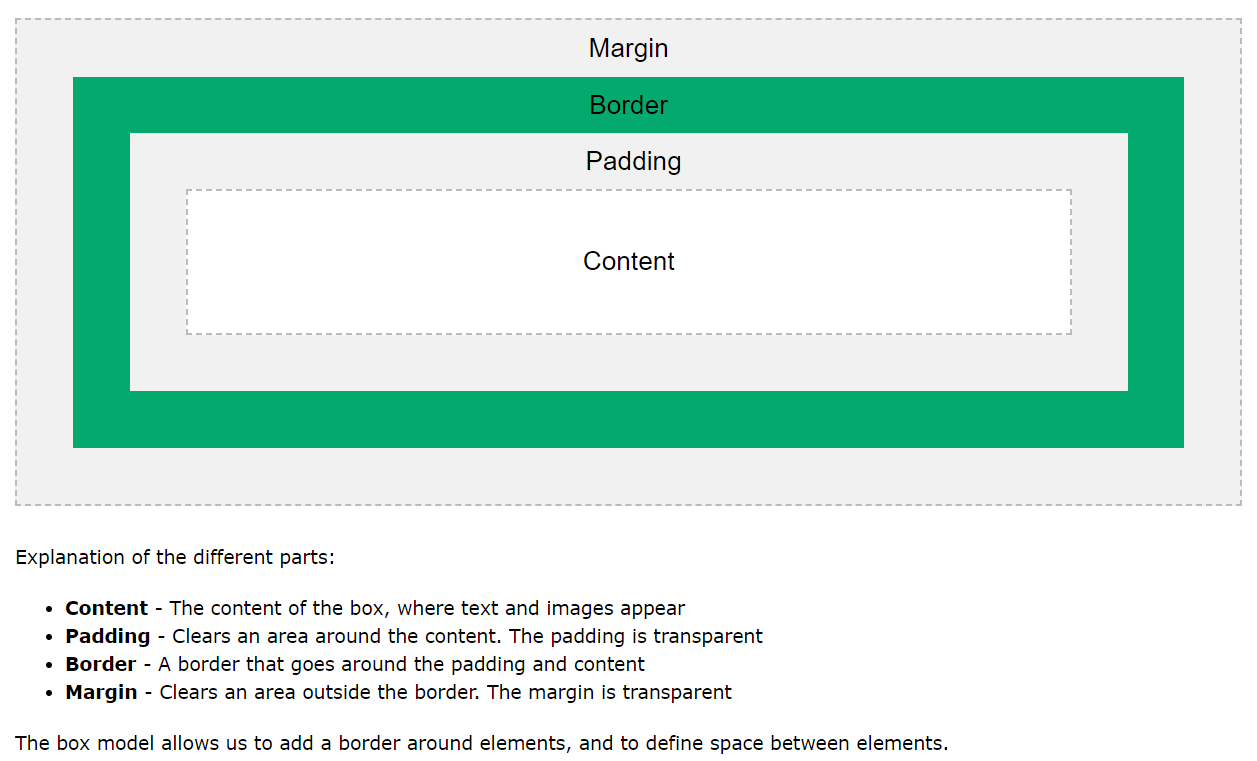 Margin
Border
Padding
Content
Explanation of the different parts:
• Content - The content of the box, where text and images appear
• Padding - Clears an area around the content. The padding is transparent
• Border - A border that goes around the padding and content
• Margin - Clears an area outside the border. The margin is transparent
The box model allows us to add a border around elements, and to define space between elements.